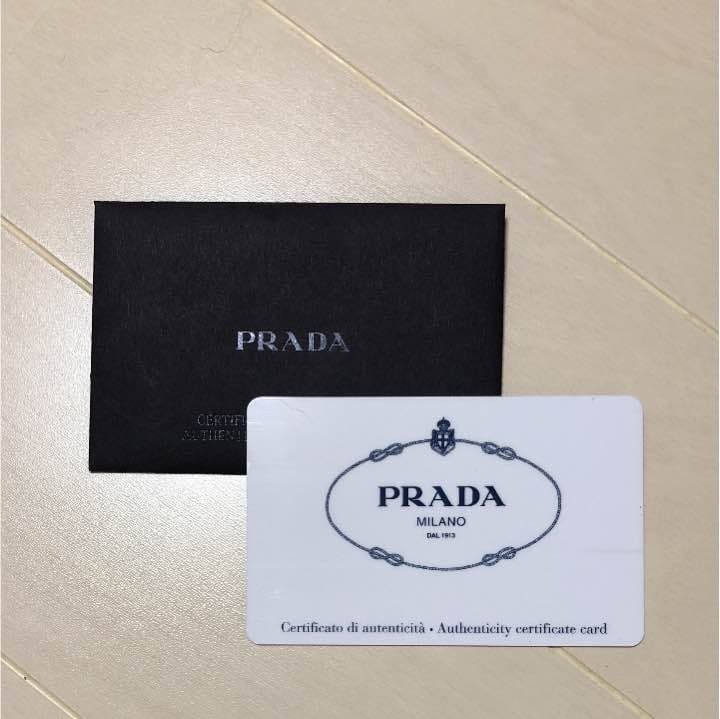 PRADA
PRADA
MILANO
DAL 1913
Certificato di autenticità • Authenticity certificate card